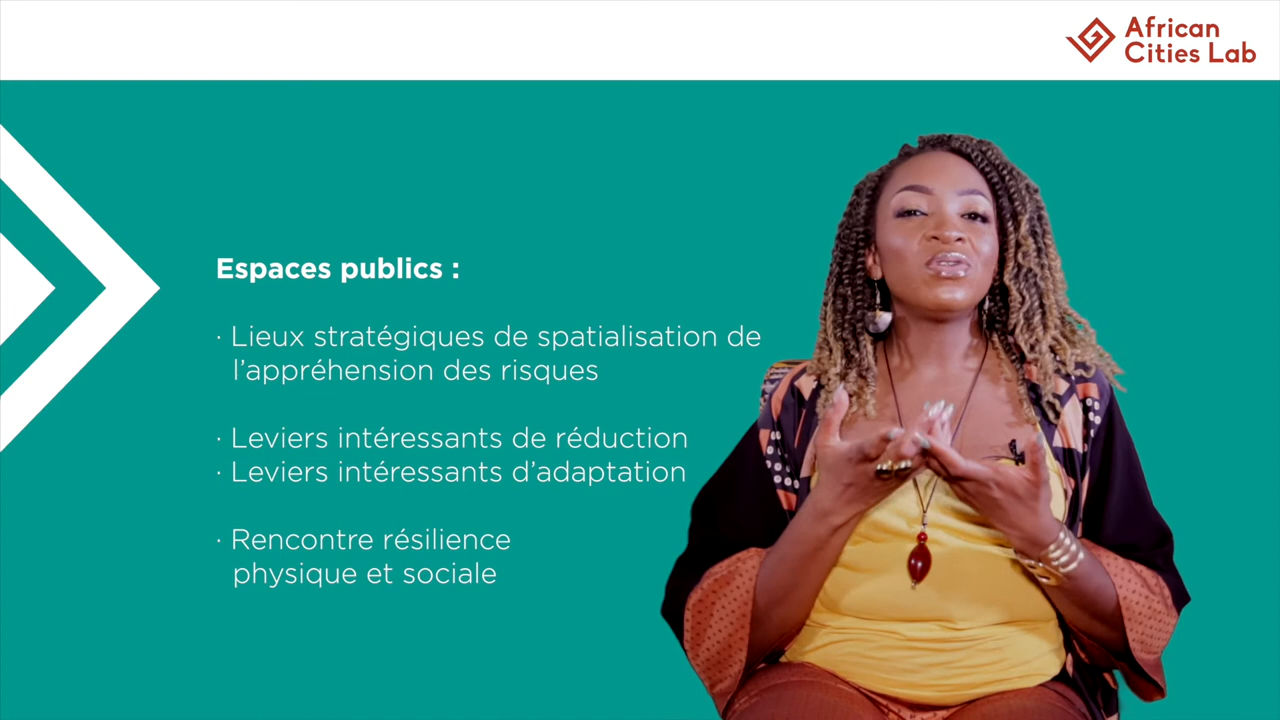 African
Cities Lab
Espaces publics :
· Lieux stratégiques de spatialisation de
l’appréhension des risques
· Leviers intéressants de réduction
· Leviers intéressants d’adaptation
· Rencontre résilience
physique et sociale